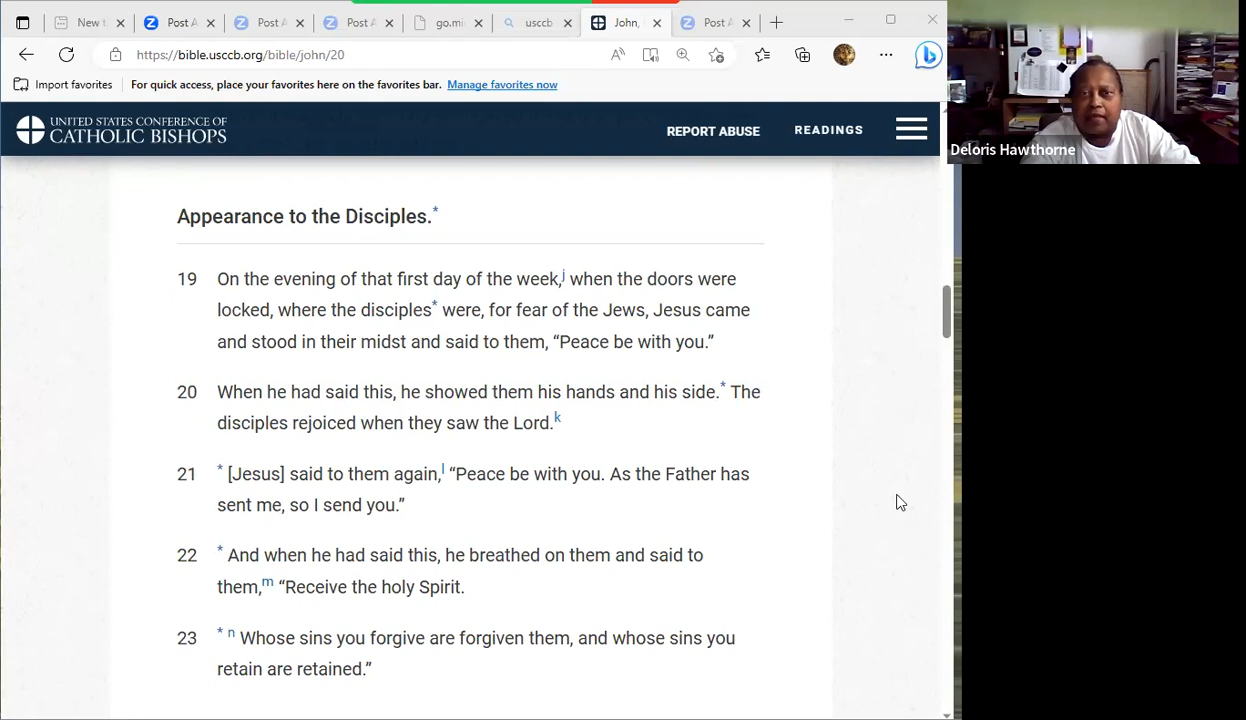 New t
Post A
Post A
Post A
go.mi
usccb
John,
Post A
https://bible.usccb.org/bible/john/20
Import favorites
For quick access, place your favorites here on the favorites bar. Manage favorites now
UNITED STATES CONFERENCE OF
CATHOLIC BISHOPS
REPORT ABUSE
READINGS
Deloris Hawthorne
Appearance to the Disciples.*
19 On the evening of that first day of the week,j when the doors were
locked, where the disciples* were, for fear of the Jews, Jesus came
and stood in their midst and said to them, “Peace be with you.”
20 When he had said this, he showed them his hands and his side.* The
disciples rejoiced when they saw the Lord.k
21 * [Jesus] said to them again,l “Peace be with you. As the Father has
sent me, so I send you.”
22 * And when he had said this, he breathed on them and said to
them,m “Receive the holy Spirit.
23 * n Whose sins you forgive are forgiven them, and whose sins you
retain are retained.”